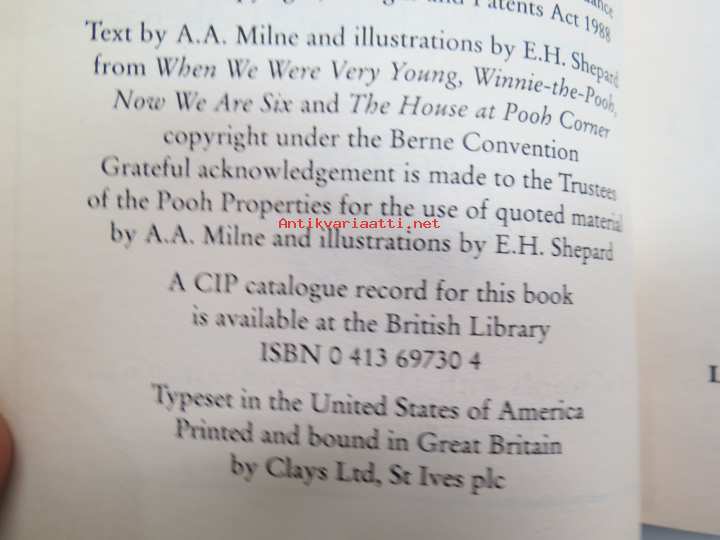 and Patents Act 1988
Text by A.A. Milne and illustrations by E.H. Shepard
from When We Were Very Young, Winnie-the-Pooh,
Now We Are Six and The House at Pooh Corner
copyright under the Berne Convention
Grateful acknowledgement is made to the Trustees
of the Pooh Properties for the use of quoted material
Antikvariaatti.net
by A.A. Milne and illustrations by E.H. Shepard
A CIP catalogue record for this book
is available at the British Library
ISBN 0 413 69730 4
Typeset in the United States of America
Printed and bound in Great Britain
by Clays Ltd, St Ives plc